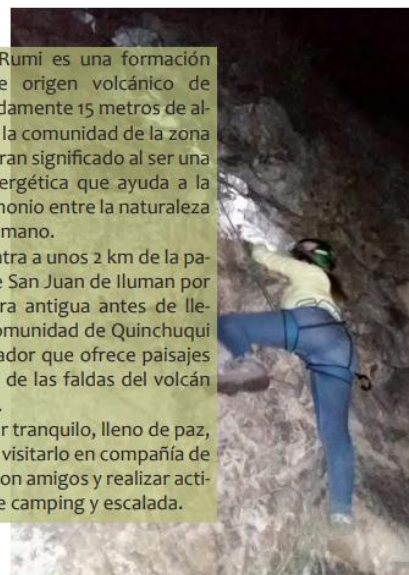 Rumi es una formación
e origen volcánico de
damente 15 metros de al-
la comunidad de la zona
ran significado al ser una
ergética que ayuda a la
monio entre la naturaleza
mano.
ntra a unos 2 km de la pa-
e San Juan de Iluman por
ra antigua antes de lle-
omunidad de Quinchuqui
ador que ofrece paisajes
de las faldas del volcán
.
r tranquilo, lleno de paz,
visitarlo en compañía de
on amigos y realizar acti-
e camping y escalada.